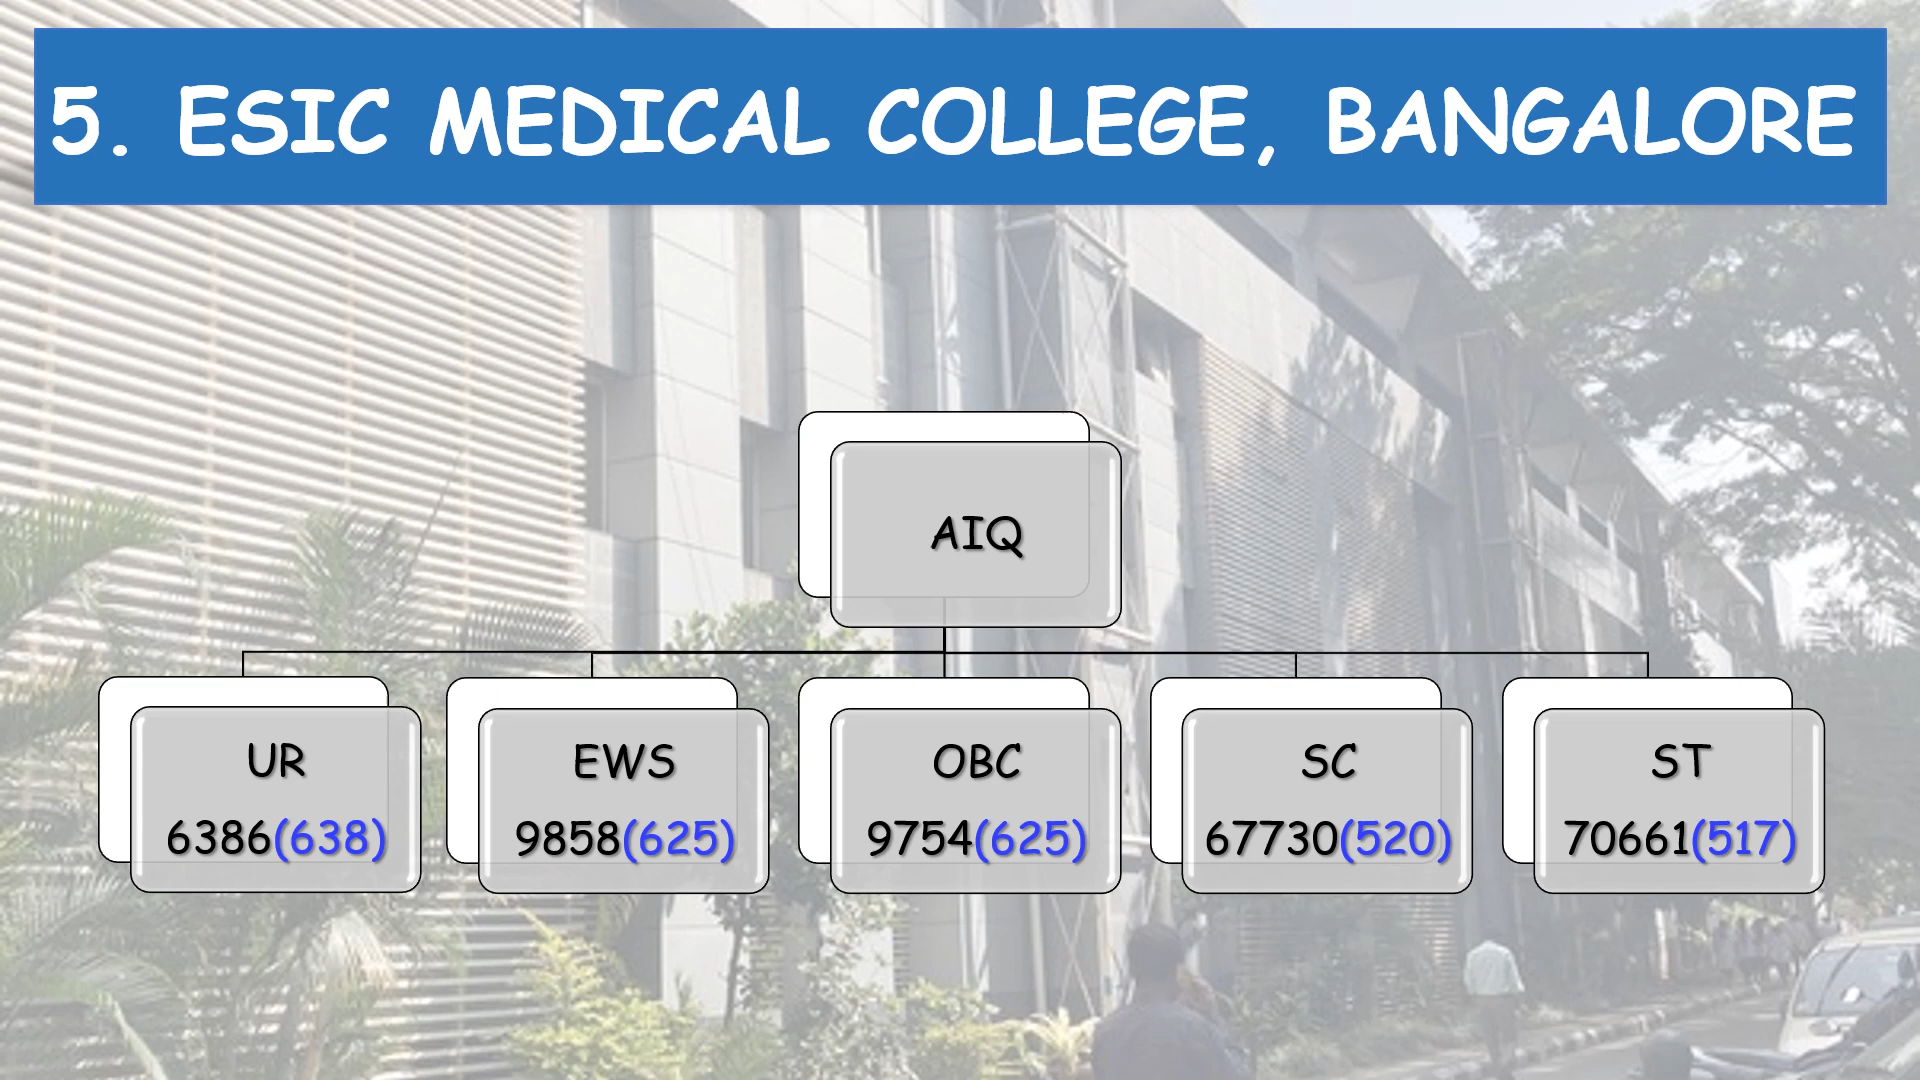 5. ESIC MEDICAL COLLEGE, BANGALORE
AIQ
UR
6386(638)
EWS
9858(625)
OBC
9754(625)
SC
67730(520)
ST
70661(517)